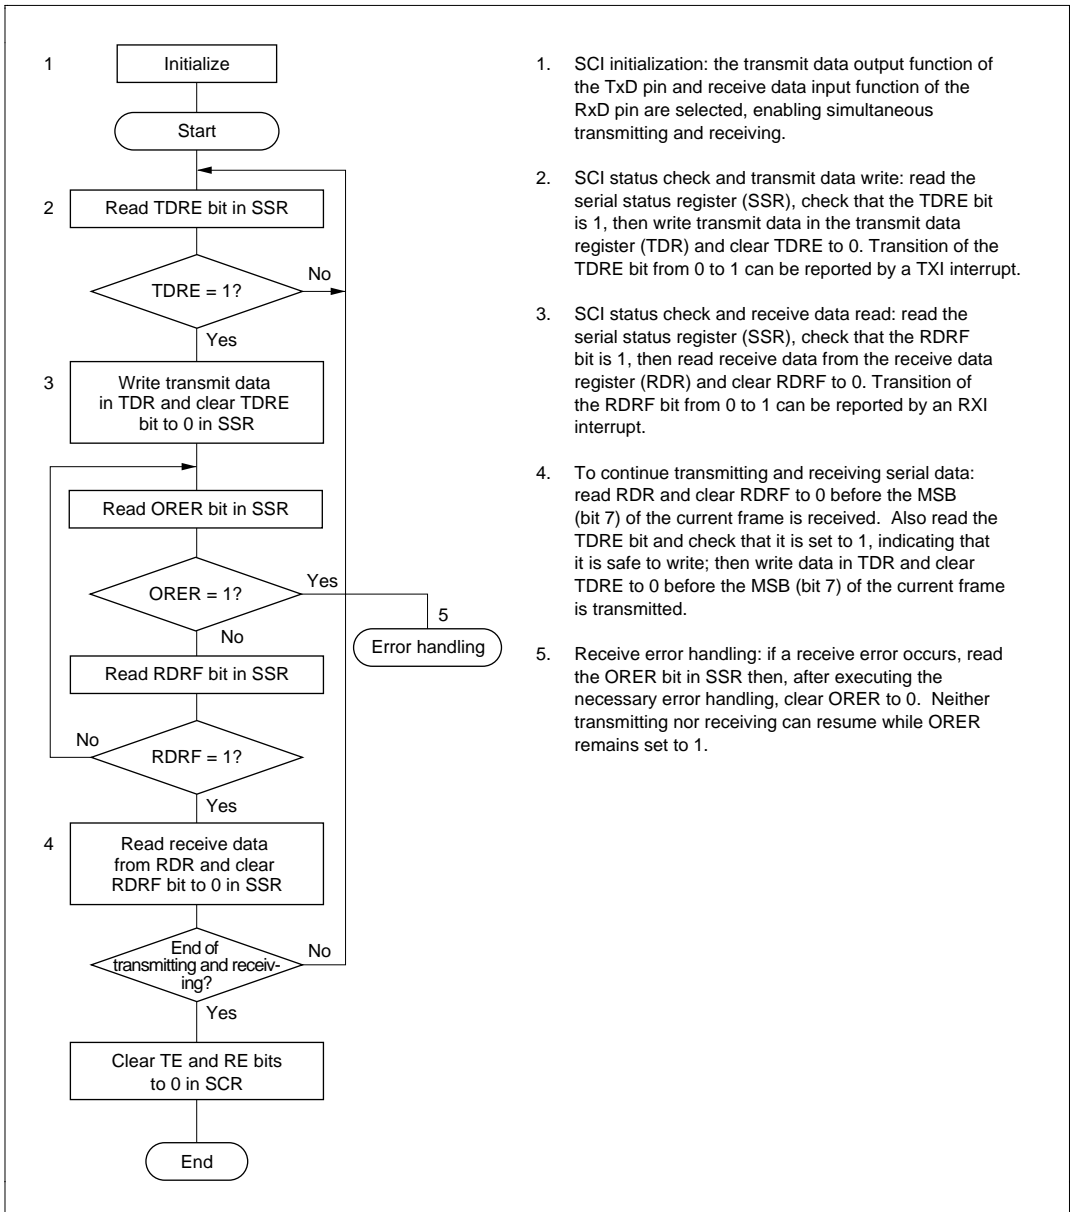 1
Initialize
Start
2
Read TDRE bit in SSR
TDRE = 1?
No
Yes
3
Write transmit data
in TDR and clear TDRE
bit to 0 in SSR
Read ORER bit in SSR
ORER = 1?
Yes
5
Error handling
No
Read RDRF bit in SSR
No
RDRF = 1?
Yes
4
Read receive data
from RDR and clear
RDRF bit to 0 in SSR
End of
transmitting and receiv-
ing?
No
Yes
Clear TE and RE bits
to 0 in SCR
End
1. SCI initialization: the transmit data output function of
the TxD pin and receive data input function of the
RxD pin are selected, enabling simultaneous
transmitting and receiving.
2. SCI status check and transmit data write: read the
serial status register (SSR), check that the TDRE bit
is 1, then write transmit data in the transmit data
register (TDR) and clear TDRE to 0. Transition of the
TDRE bit from 0 to 1 can be reported by a TXI interrupt.
3. SCI status check and receive data read: read the
serial status register (SSR), check that the RDRF
bit is 1, then read receive data from the receive data
register (RDR) and clear RDRF to 0. Transition of
the RDRF bit from 0 to 1 can be reported by an RXI
interrupt.
4. To continue transmitting and receiving serial data:
read RDR and clear RDRF to 0 before the MSB
(bit 7) of the current frame is received. Also read the
TDRE bit and check that it is set to 1, indicating that
it is safe to write; then write data in TDR and clear
TDRE to 0 before the MSB (bit 7) of the current frame
is transmitted.
5. Receive error handling: if a receive error occurs, read
the ORER bit in SSR then, after executing the
necessary error handling, clear ORER to 0. Neither
transmitting nor receiving can resume while ORER
remains set to 1.